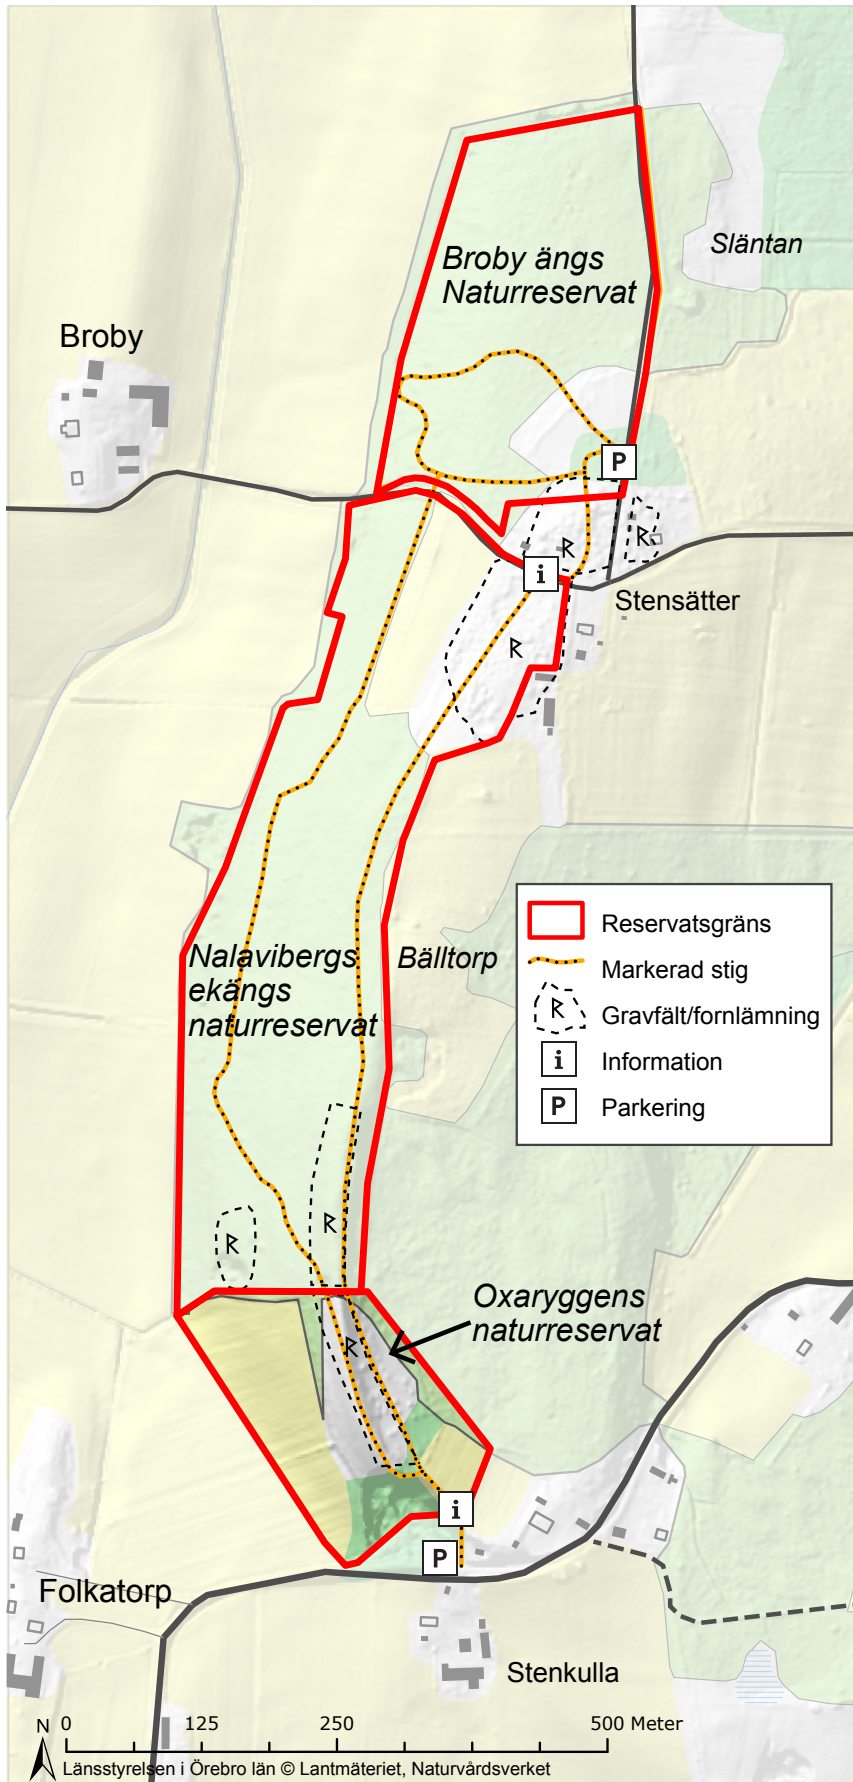 Släntan
Broby ängs
Naturreservat
Broby
P
R
R
i
Stensätter
R
Reservatsgräns
Markerad stig
R
Gravfält/fornlämning
i
Information
P
Parkering
Nalavibergs
ekängs
naturreservat
Bälltorp
R
R
Oxaryggens
naturreservat
R
i
P
Folkatorp
Stenkulla
N
0 125 250 500 Meter
Länsstyrelsen i Örebro län © Lantmäteriet, Naturvårdsverket